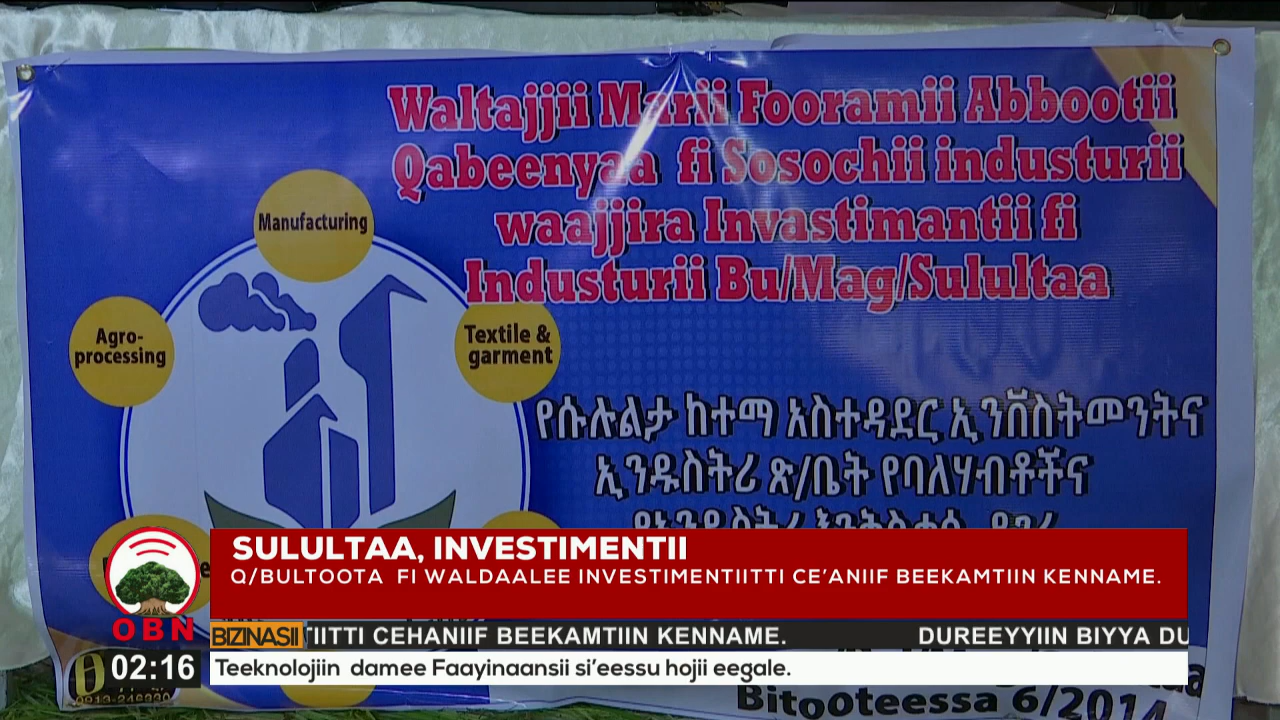 Waltajjii Marii Fooramii Abbootii
Qabeenyaa fi Sosochii industurii
waajjira Invastimantii fi
Industurii Bu/Mag/Sulultaa
Manufacturing
Agro-
processing
Textile &
garment
የሱሉልታ ከተማ አስተዳደር ኢንቨስትመንትና
ኢንዱስትሪ ጽ/ቤት የባለሃብቶችና
SULULTAA, INVESTIMENTII
Q/BULTOOTA FI WALDAALEE INVESTIMENTIITTI CE'ANIIF BEEKAMTIIN KENNAME.
OBN
BIZINASII TIITTI CEHANIIF BEEKAMTIIN KENNAME. DUREEYYIIN BIYYA DU
02:16 Teeknolojiin damee Faayinaansii si'eessu hojii eegale.
Bitooteessa 6/2014